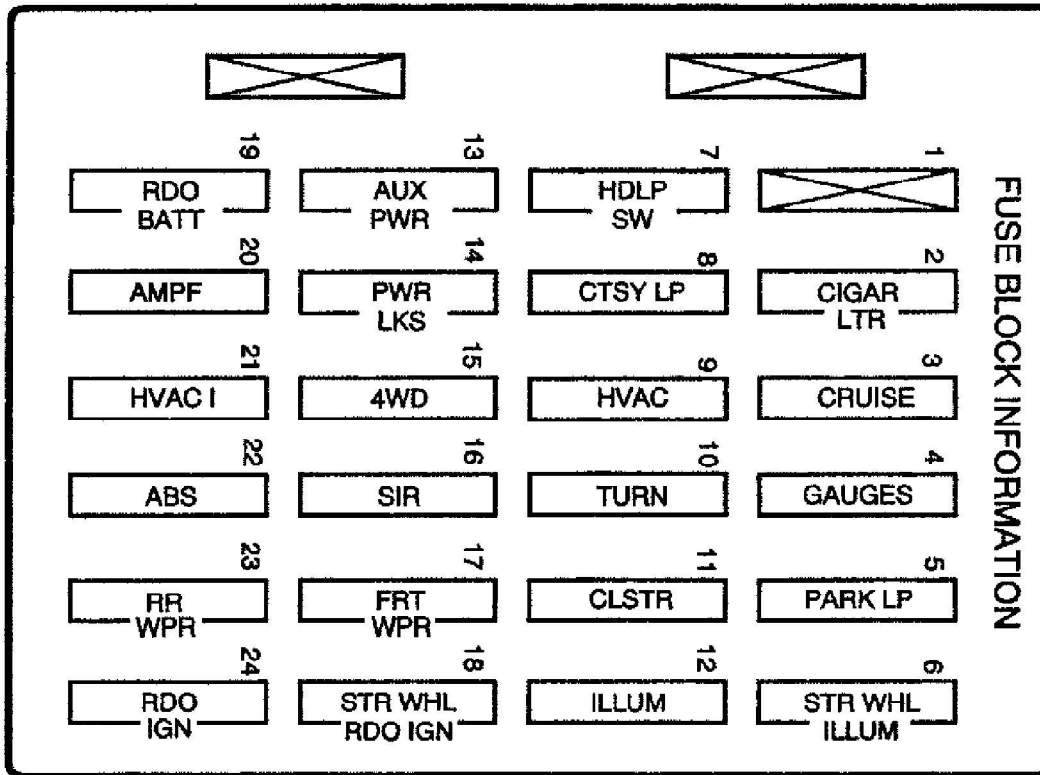 19
RDO
BATT
13
AUX
PWR
7
HDLP
SW
1
20
AMPF
14
PWR
LKS
8
CTSY LP
2
CIGAR
LTR
21
HVAC I
15
4WD
9
HVAC
3
CRUISE
22
ABS
16
SIR
10
TURN
4
GAUGES
23
RR
WPR
17
FRT
WPR
11
CLSTR
5
PARK LP
24
RDO
IGN
18
STR WHL
RDO IGN
12
ILLUM
6
STR WHL
ILLUM
FUSE BLOCK INFORMATION